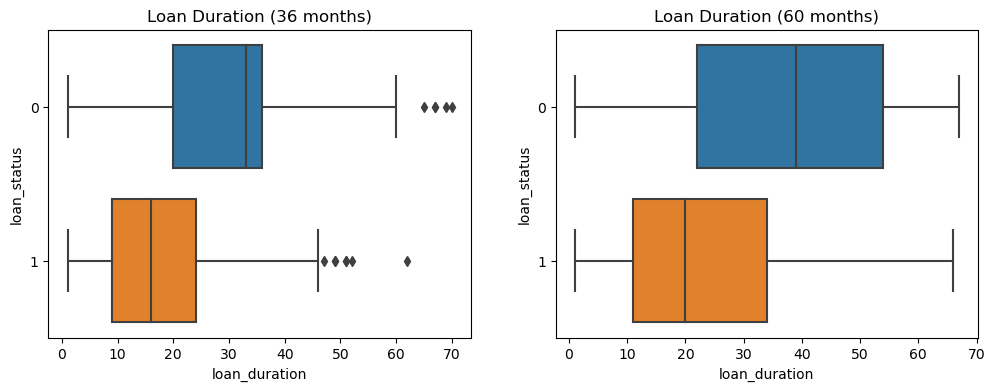 Loan Duration (36 months)
loan_status
0
1
0 10 20 30 40 50 60 70
loan_duration
Loan Duration (60 months)
loan_status
0
1
0 10 20 30 40 50 60 70
loan_duration